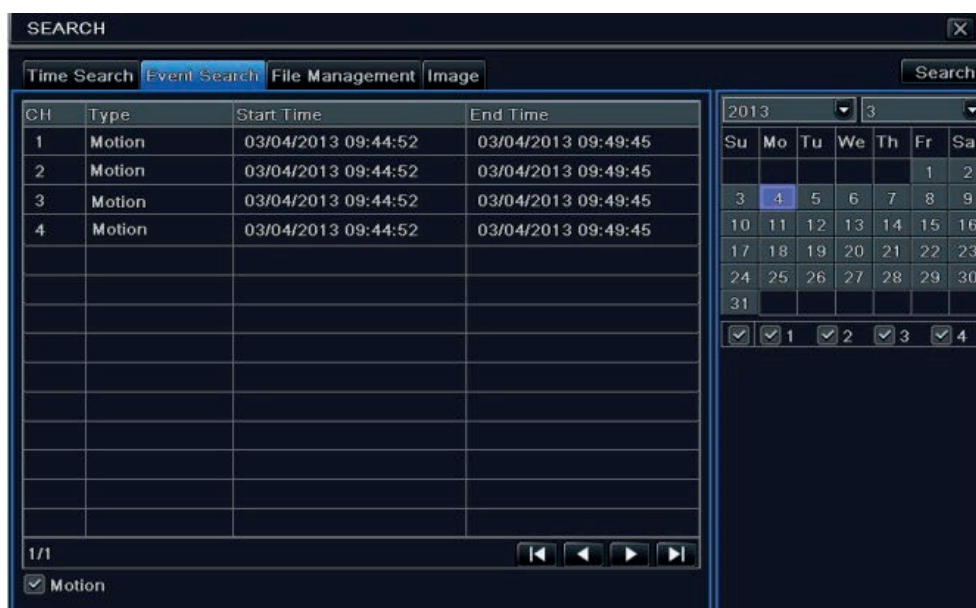 SEARCH
Time Search Event Search File Management Image Search
CH Type Start Time End Time
1 Motion 03/04/2013 09:44:52 03/04/2013 09:49:45
2 Motion 03/04/2013 09:44:52 03/04/2013 09:49:45
3 Motion 03/04/2013 09:44:52 03/04/2013 09:49:45
4 Motion 03/04/2013 09:44:52 03/04/2013 09:49:45
1/1
Motion
2013 3
Su Mo Tu We Th Fr Sa
1 2
3 4 5 6 7 8 9
10 11 12 13 14 15 16
17 18 19 20 21 22 23
24 25 26 27 28 29 30
31
1 2 3 4